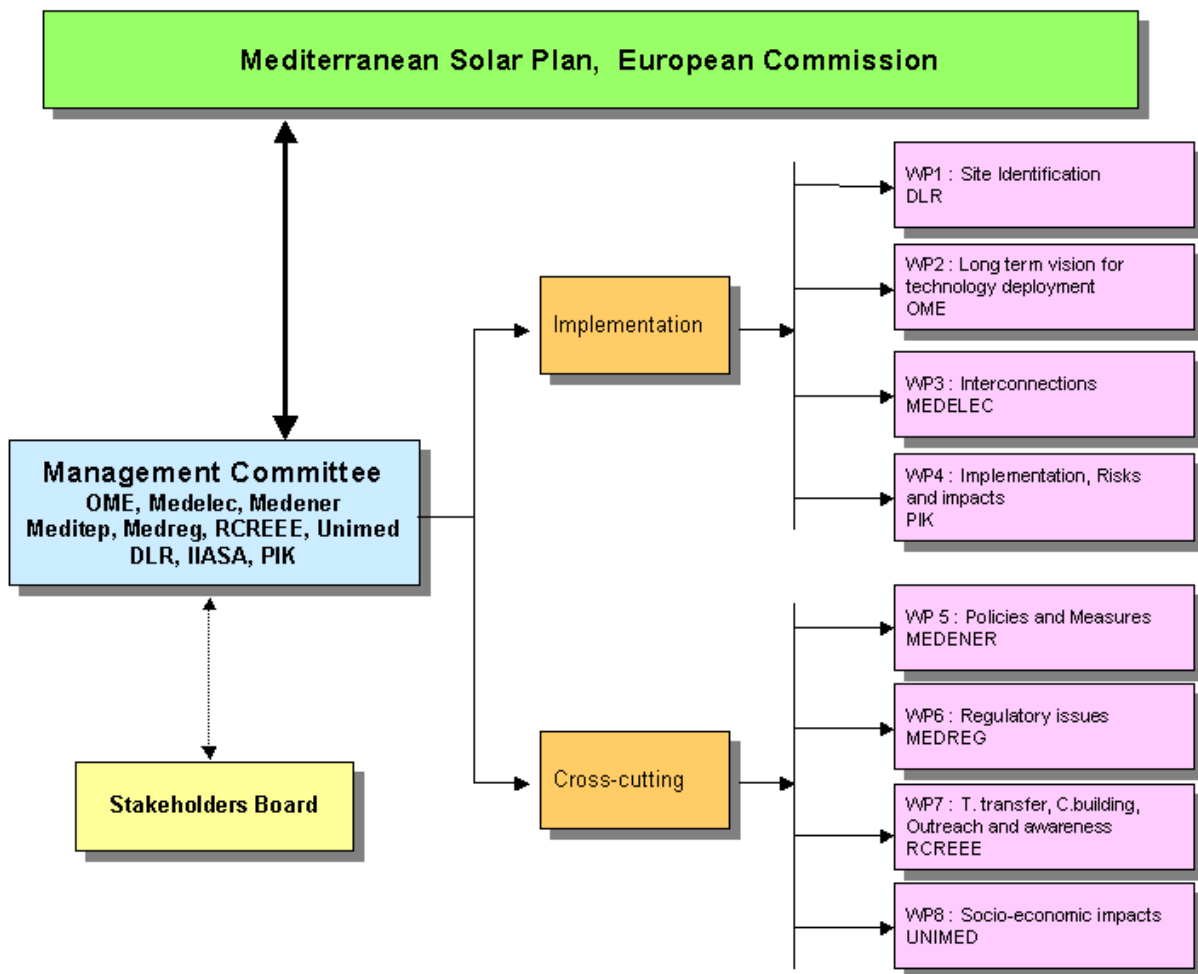 Mediterranean Solar Plan, European Commission
WP1 : Site Identification
DLR
WP2 : Long term vision for
technology deployment
OME
Implementation
WP3 : Interconnections
MEDELEC
WP4 : Implementation, Risks
and impacts
PIK
Management Committee
OME, Medelec, Medener
Meditep, Medreg, RCREEE, Unimed
DLR, IIASA, PIK
WP 5 : Policies and Measures
MEDENER
WP6 : Regulatory issues
MEDREG
Cross-cutting
WP7 : T. transfer, C.building,
Outreach and awareness
RCREEE
WP8 : Socio-economic impacts
UNIMED
Stakeholders Board